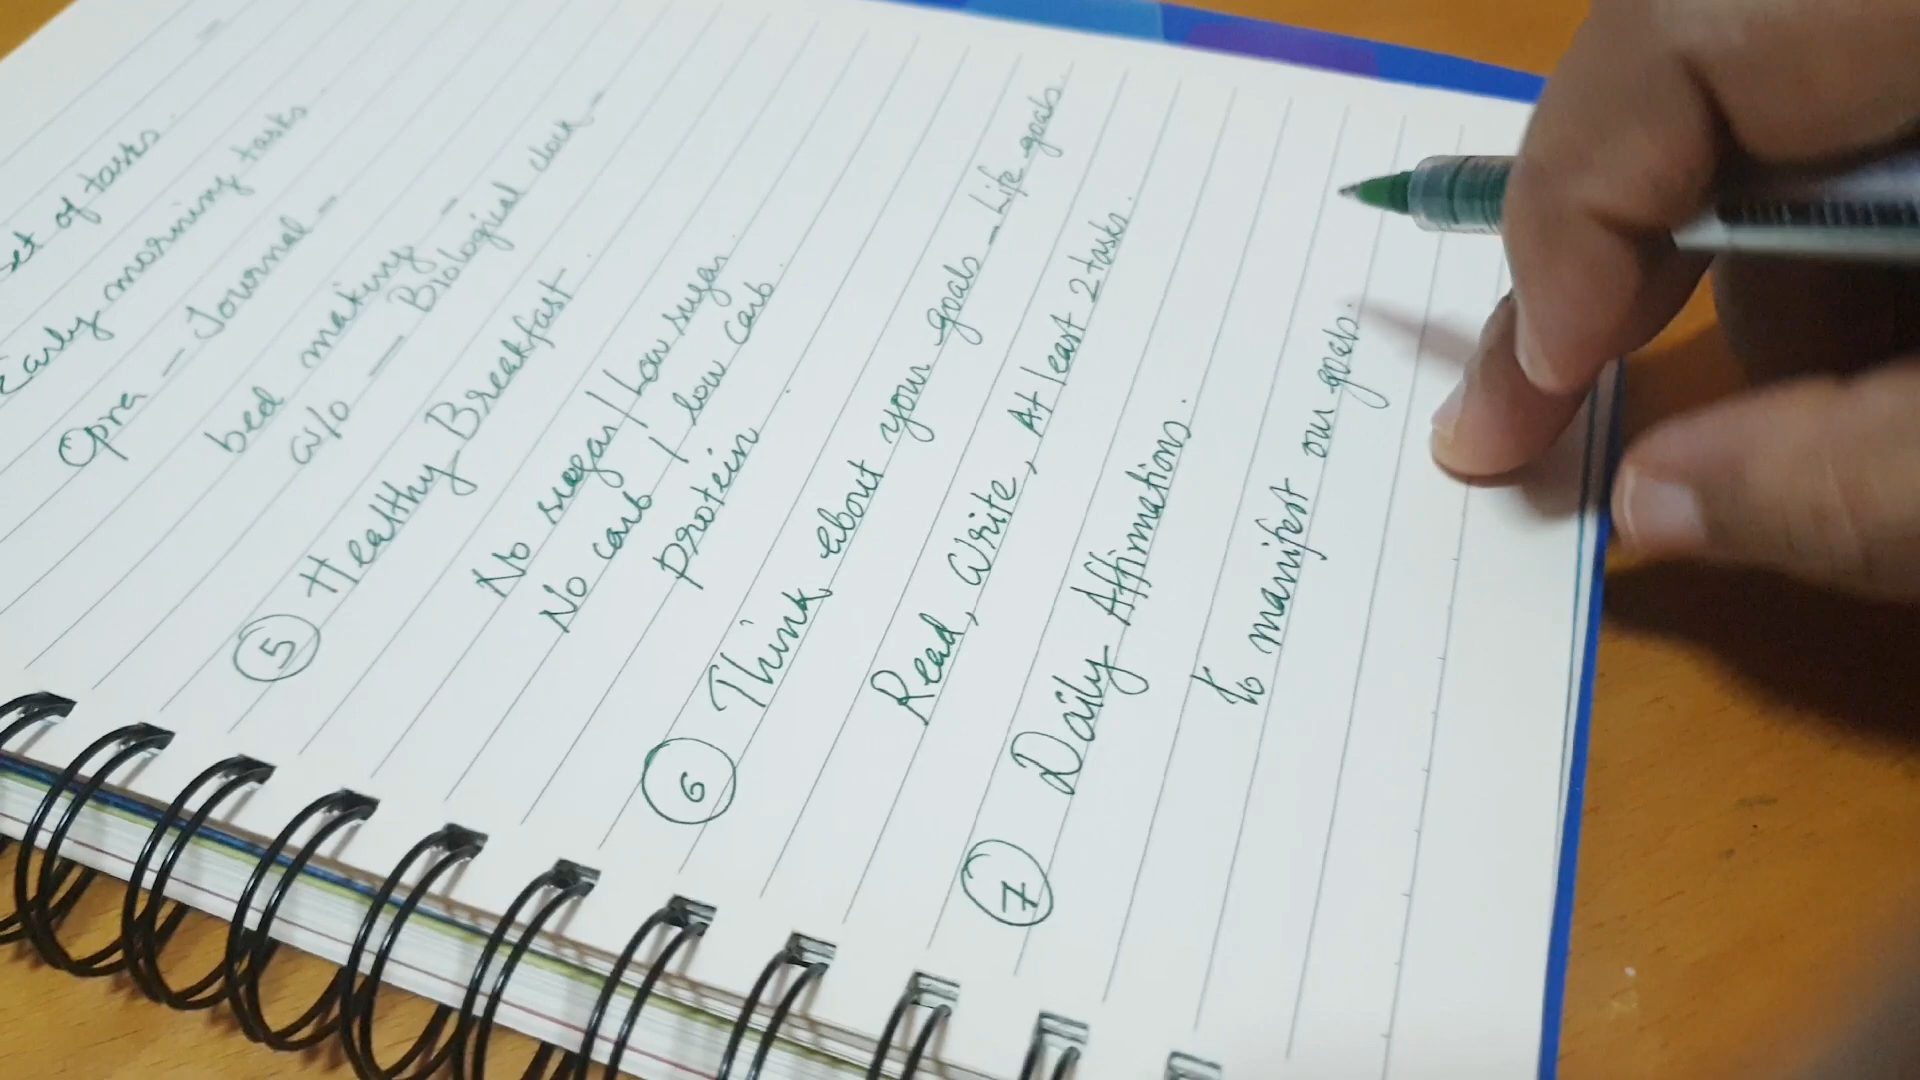 Set of tasks.
Early morning tasks
Opra — Journal —
bed making —
w/o — Biological clock —
5 Healthy Breakfast.
No sugar / Low sugar.
No carb / low carb.
protein.
6 Think about your goals — Life goals.
Read, Write, At least 2 tasks.
7 Daily Affirmations.
To manifest our goals.